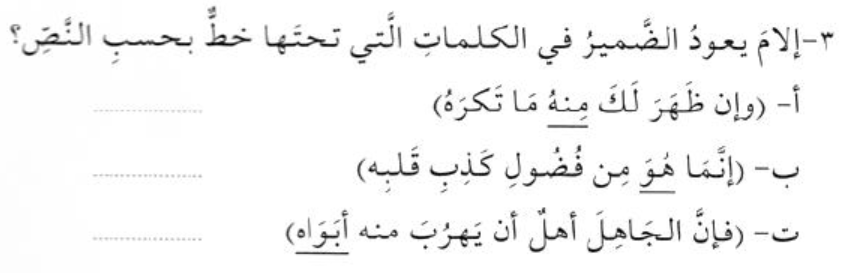 ٣-إلامَ يعودُ الضَّميرُ في الكلماتِ الَّتي تحتَها خطٌّ بحسبِ النَّصِّ؟
أ- (وإن ظَهَرَ لَكَ مِنهُ مَا تَكرَهُ) ....................
ب- (إنَّمَا هُوَ مِن فُضُولِ كَذِبِ قَلبِه) ....................
ت- (فإنَّ الجَاهِلَ أهلٌ أن يَهرُبَ منه أبَوَاه) ....................